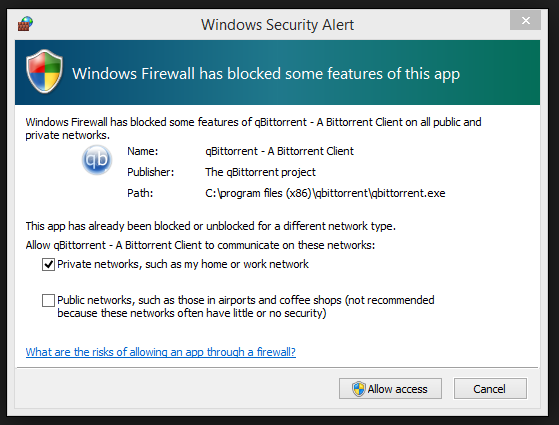 Windows Security Alert
Windows Firewall has blocked some features of this app
Windows Firewall has blocked some features of qBittorrent - A Bittorrent Client on all public and
private networks.
qb
Name: qBittorrent - A Bittorrent Client
Publisher: The qBittorrent project
Path: C:\program files (x86)\qbittorrent\qbittorrent.exe
This app has already been blocked or unblocked for a different network type.
Allow qBittorrent - A Bittorrent Client to communicate on these networks:
Private networks, such as my home or work network
Public networks, such as those in airports and coffee shops (not recommended
because these networks often have little or no security)
What are the risks of allowing an app through a firewall?
Allow access
Cancel